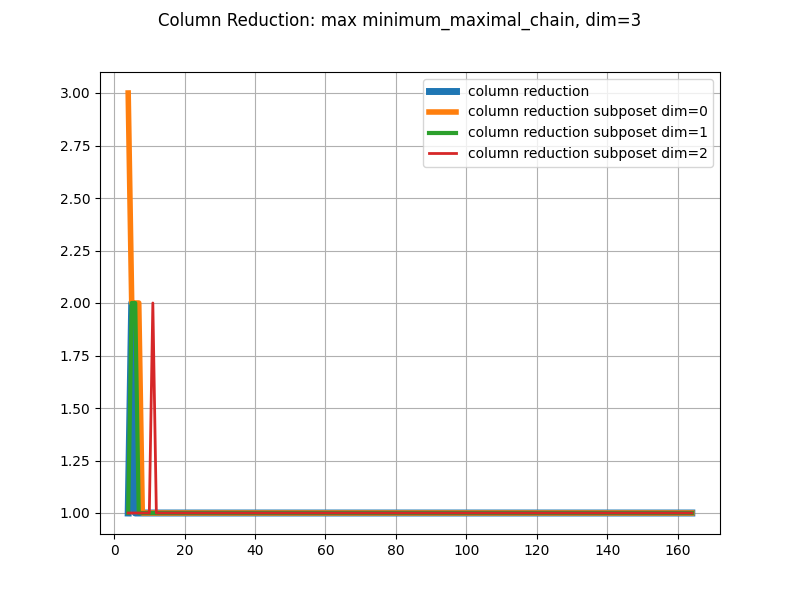 Column Reduction: max minimum_maximal_chain, dim=3
column reduction
column reduction subposet dim=0
column reduction subposet dim=1
column reduction subposet dim=2
3.00
2.75
2.50
2.25
2.00
1.75
1.50
1.25
1.00
0 20 40 60 80 100 120 140 160